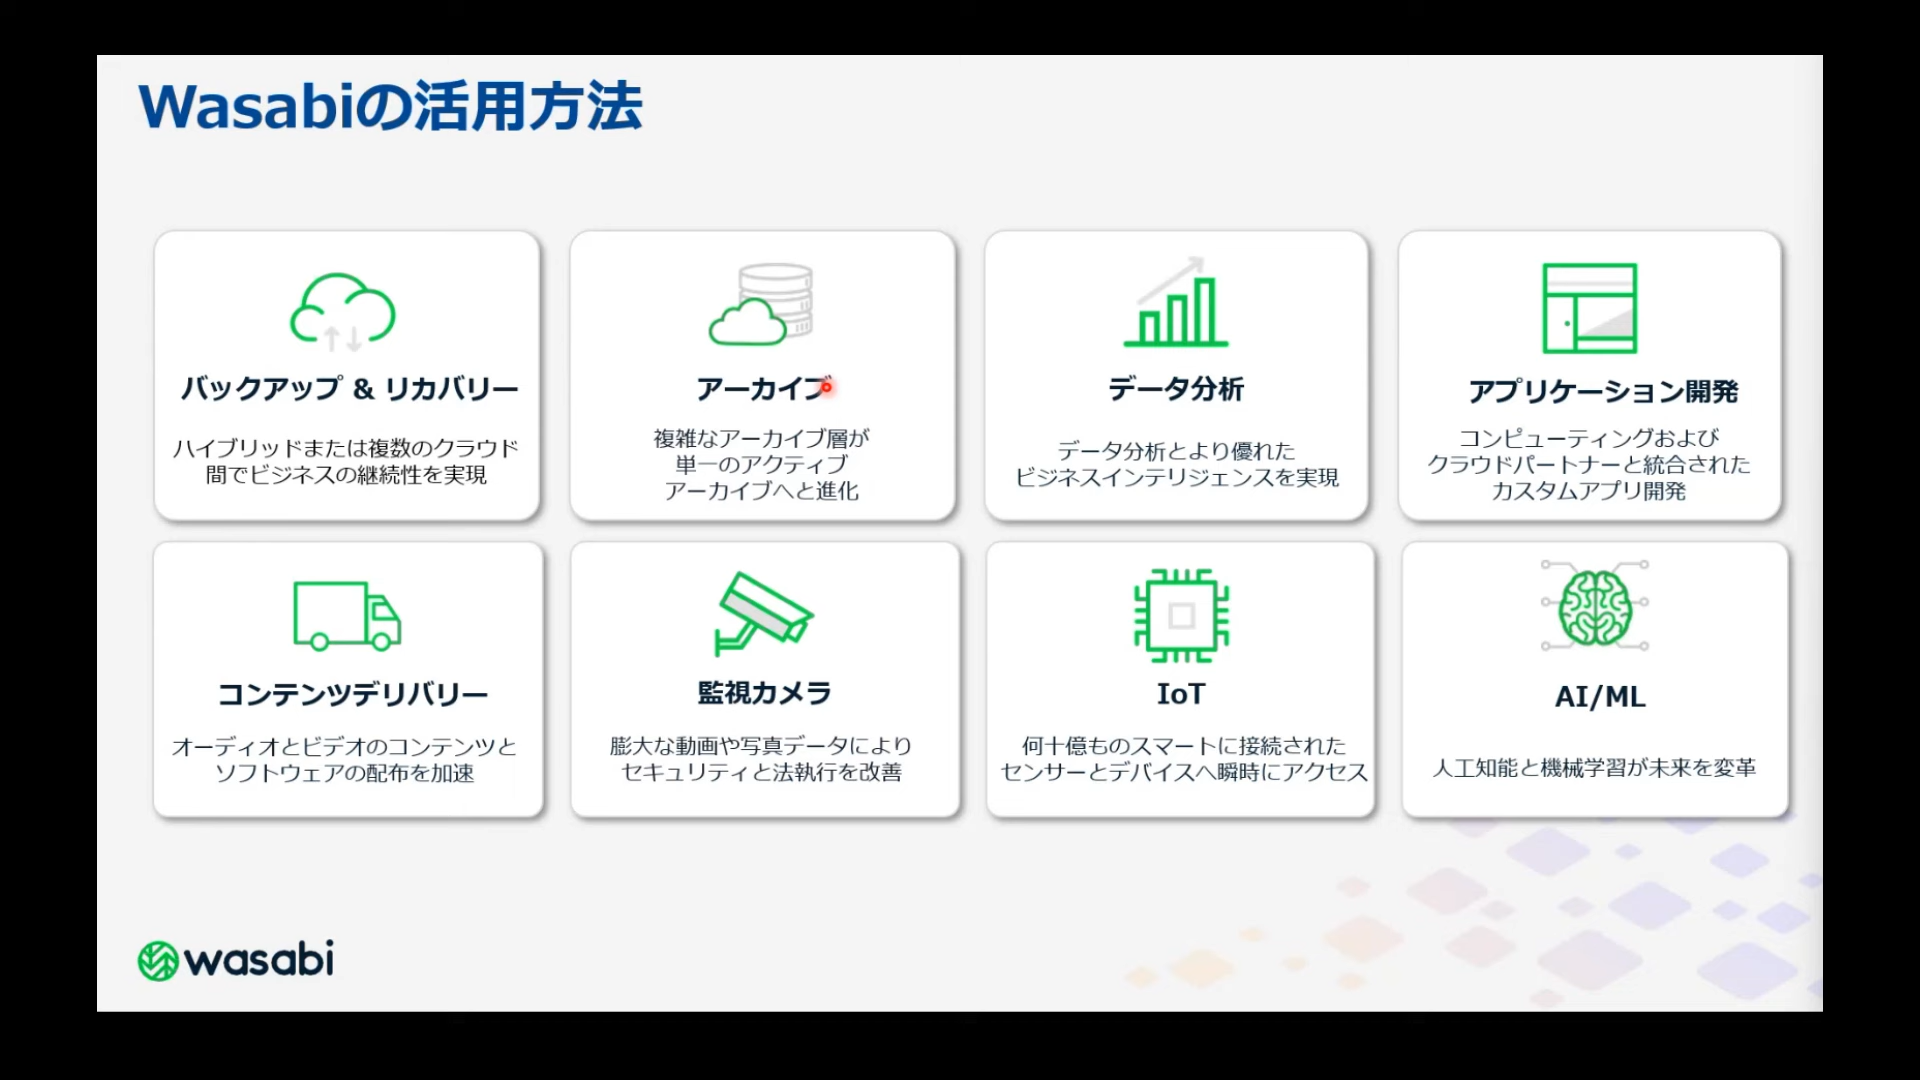 Wasabiの活用方法
バックアップ & リカバリー
ハイブリッドまたは複数のクラウド
間でビジネスの継続性を実現
アーカイブ
複雑なアーカイブ層が
単一のアクティブ
アーカイブへと進化
データ分析
データ分析とより優れた
ビジネスインテリジェンスを実現
アプリケーション開発
コンピューティングおよび
クラウドパートナーと統合された
カスタムアプリ開発
コンテンツデリバリー
オーディオとビデオのコンテンツと
ソフトウェアの配布を加速
監視カメラ
膨大な動画や写真データにより
セキュリティと法執行を改善
IoT
何十億ものスマートに接続された
センサーとデバイスへ瞬時にアクセス
AI/ML
人工知能と機械学習が未来を変革
wasabi